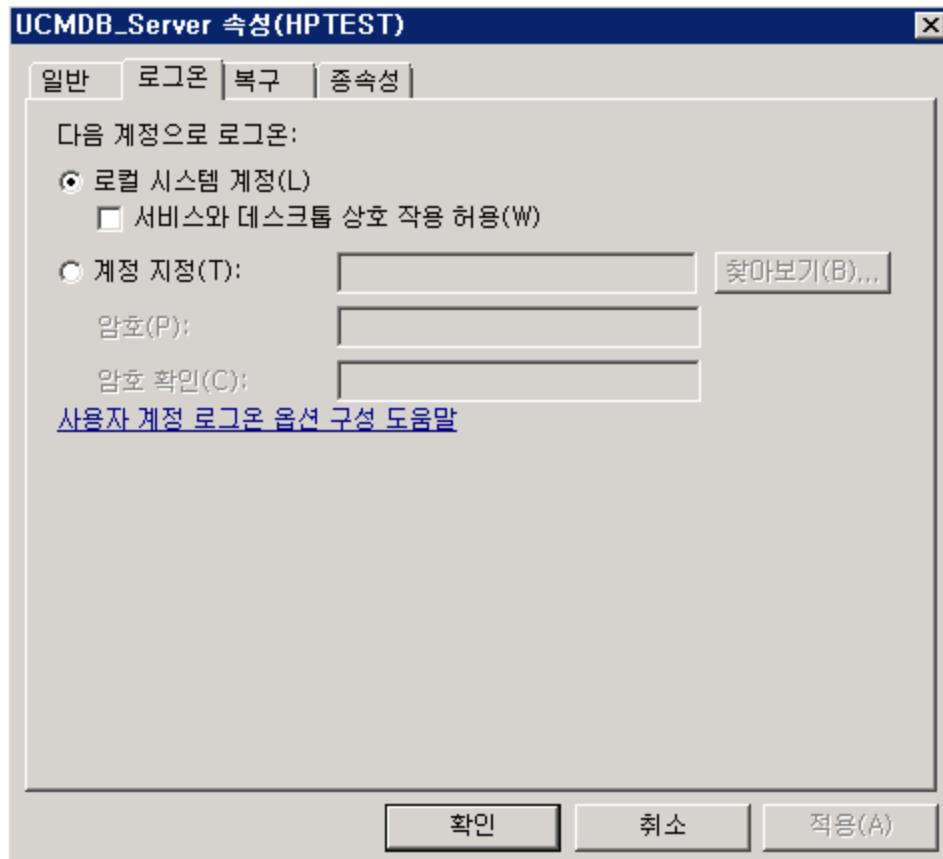 UCMDB_Server 속성(HPTEST)
일반 로그온 복구 종속성
다음 계정으로 로그온:
로컬 시스템 계정(L)
서비스와 데스크톱 상호 작용 허용(W)
계정 지정(T): 찾아보기(B)...
암호(P):
암호 확인(C):
사용자 계정 로그온 옵션 구성 도움말
확인 취소 적용(A)